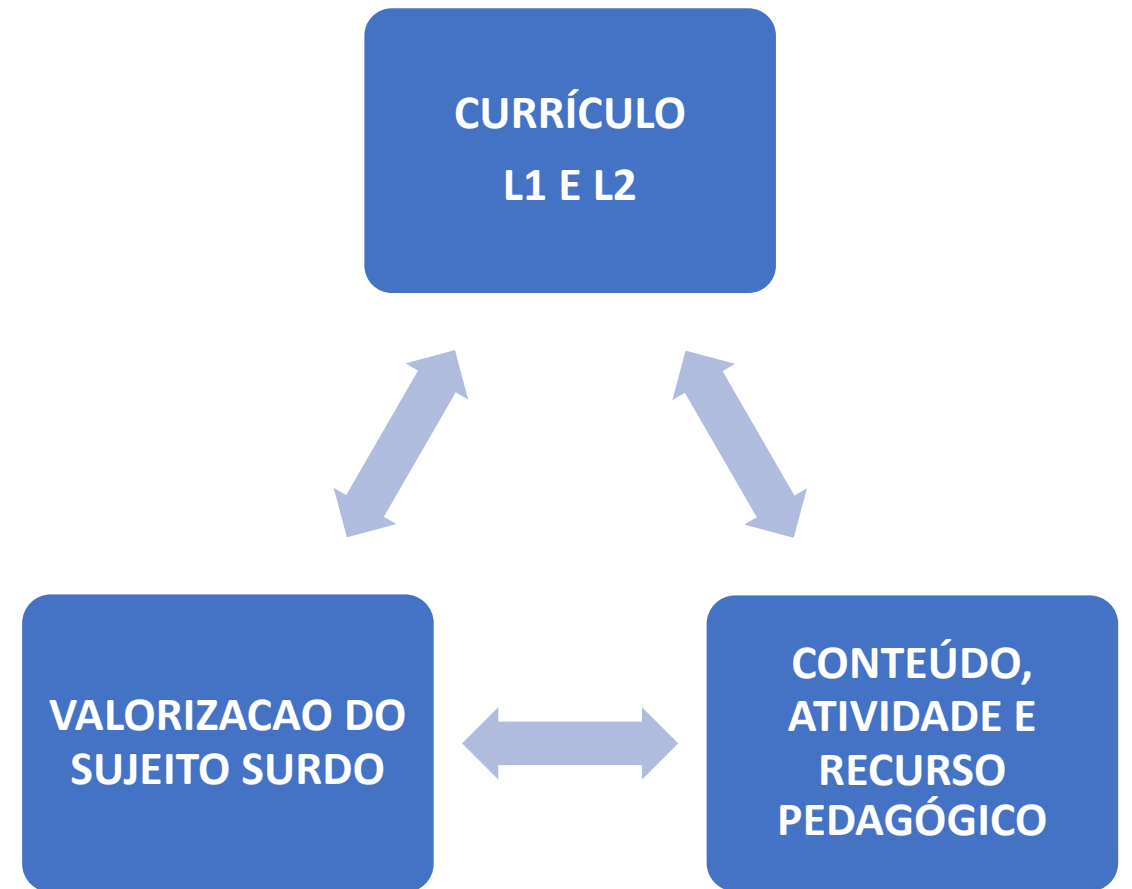 CURRÍCULO
L1 E L2
VALORIZACAO DO
SUJEITO SURDO
CONTEÚDO,
ATIVIDADE E
RECURSO
PEDAGÓGICO